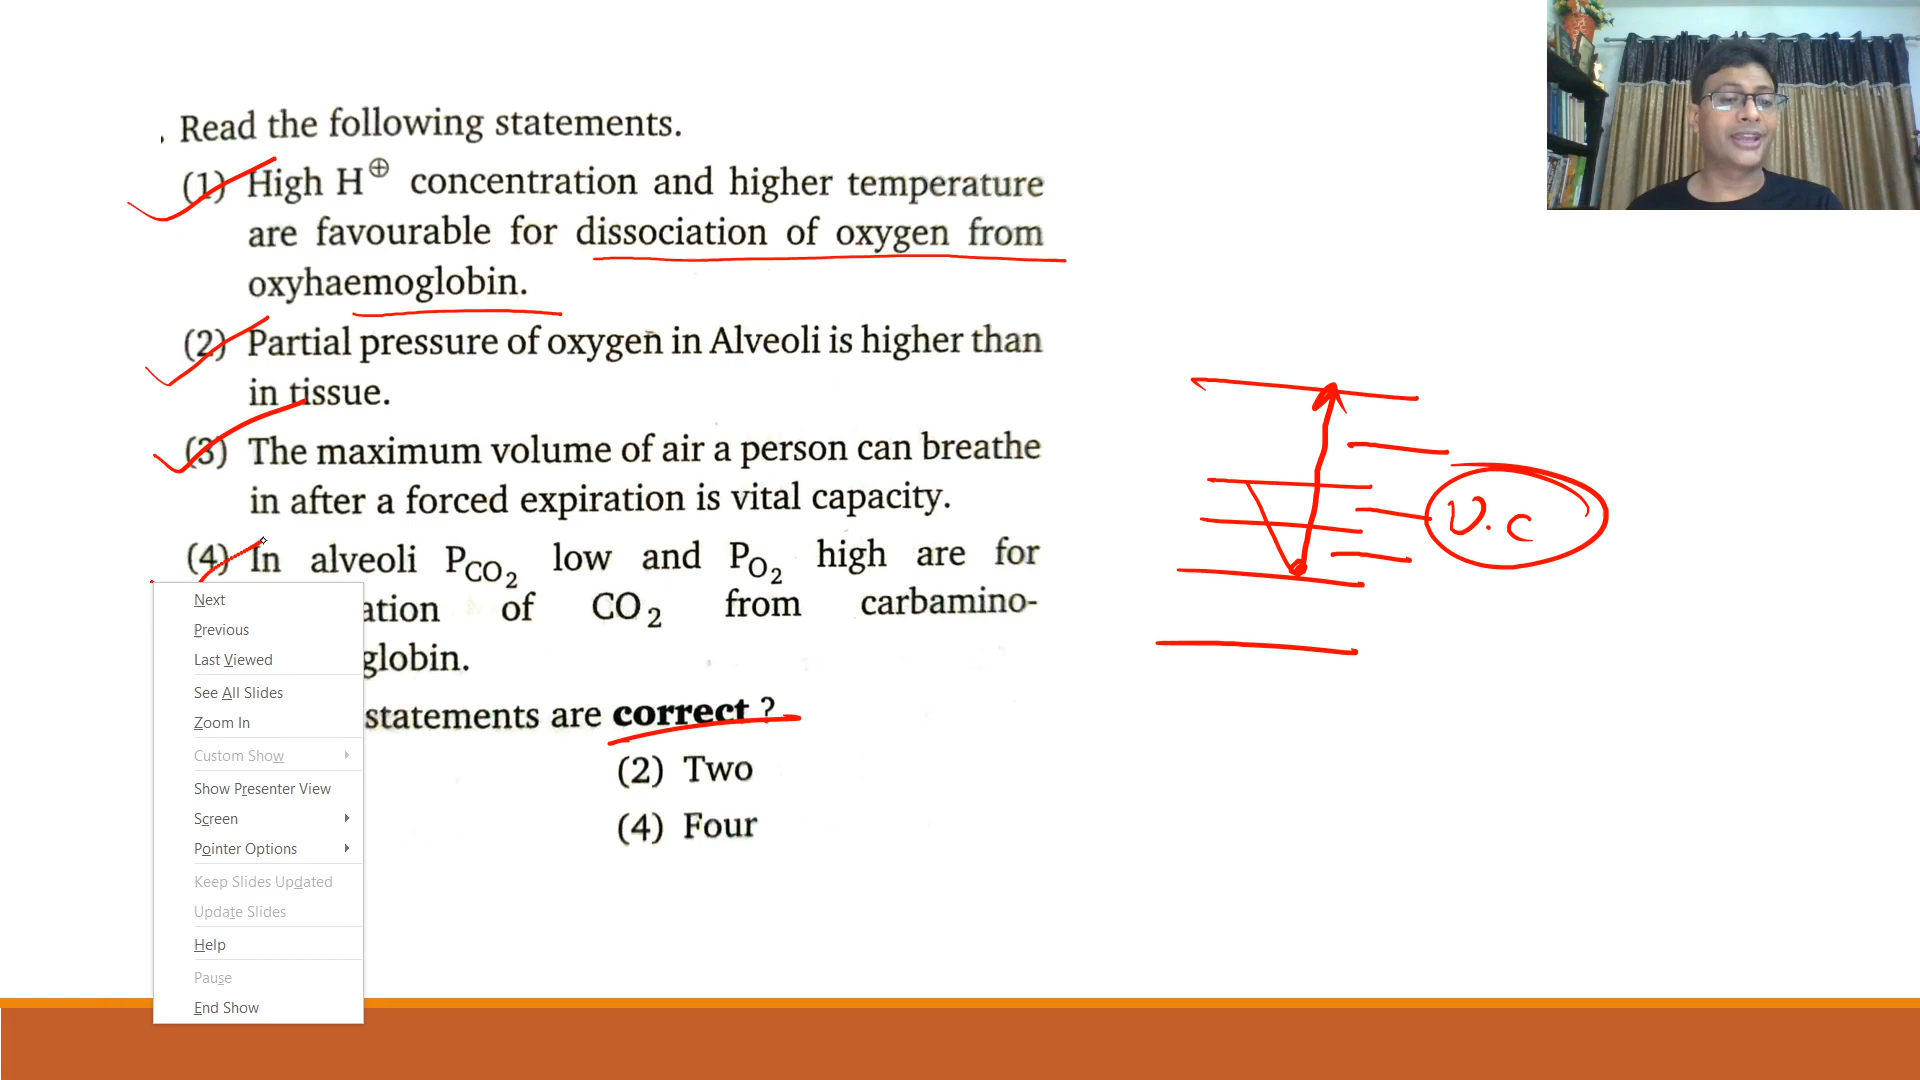 Read the following statements.
(1) High H⊕ concentration and higher temperature
are favourable for dissociation of oxygen from
oxyhaemoglobin.
(2) Partial pressure of oxygen in Alveoli is higher than
in tissue.
(3) The maximum volume of air a person can breathe
in after a forced expiration is vital capacity.
(4) In alveoli PCO2 low and PO2 high are for
ation of CO2 from carbamino-
globin.
statements are correct ?
(2) Two
(4) Four
V.C
Next
Previous
Last Viewed
See All Slides
Zoom In
Custom Show
Show Presenter View
Screen
Pointer Options
Keep Slides Updated
Update Slides
Help
Pause
End Show